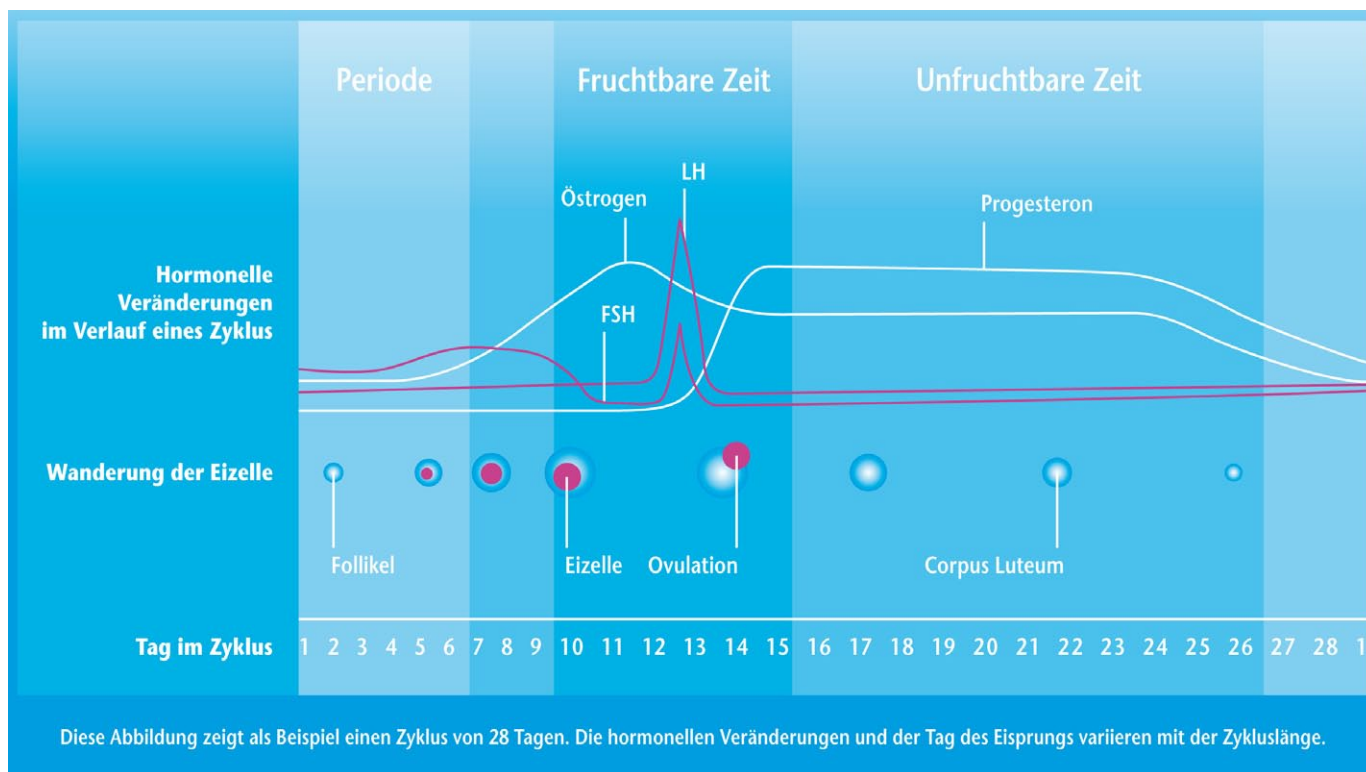 Periode
Fruchtbare Zeit
Unfruchtbare Zeit
LH
Östrogen
Progesteron
Hormonelle
Veränderungen
im Verlauf eines Zyklus
FSH
Wanderung der Eizelle
Follikel
Eizelle
Ovulation
Corpus Luteum
Tag im Zyklus
1 2 3 4 5 6 7 8 9 10 11 12 13 14 15 16 17 18 19 20 21 22 23 24 25 26 27 28 1
Diese Abbildung zeigt als Beispiel einen Zyklus von 28 Tagen. Die hormonellen Veränderungen und der Tag des Eisprungs variieren mit der Zykluslänge.